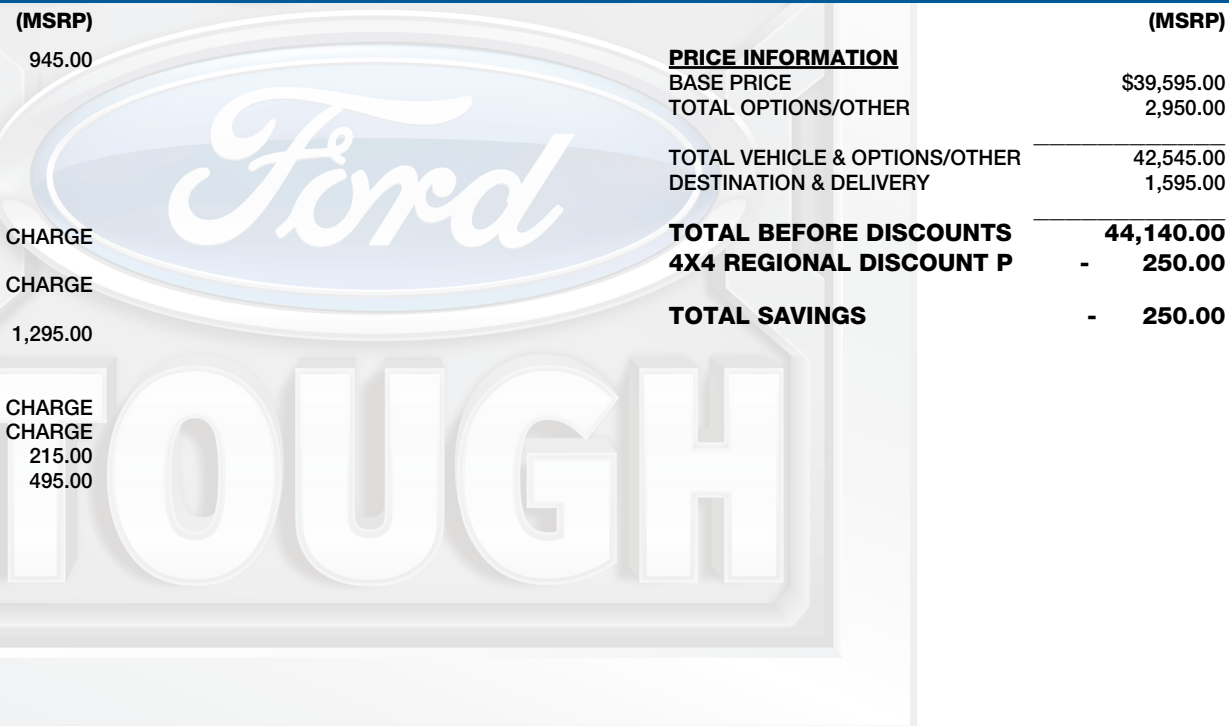 (MSRP)
945.00
CHARGE
CHARGE
1,295.00
CHARGE
CHARGE
215.00
495.00
(MSRP)
PRICE INFORMATION
BASE PRICE $39,595.00
TOTAL OPTIONS/OTHER 2,950.00
TOTAL VEHICLE & OPTIONS/OTHER 42,545.00
DESTINATION & DELIVERY 1,595.00
TOTAL BEFORE DISCOUNTS 44,140.00
4X4 REGIONAL DISCOUNT P - 250.00
TOTAL SAVINGS - 250.00
Ford
TOUGH